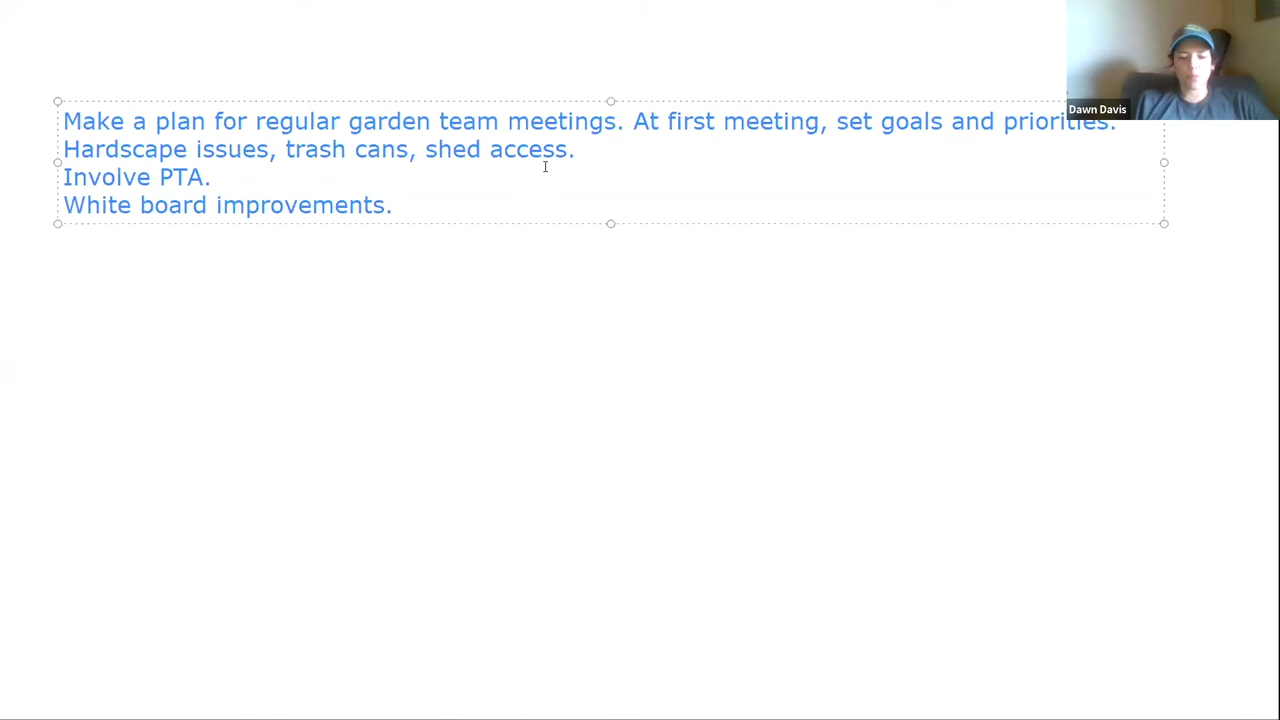 Make a plan for regular garden team meetings. At first meeting, set goals and priorities.
Hardscape issues, trash cans, shed access.
Involve PTA.
White board improvements.
Dawn Davis